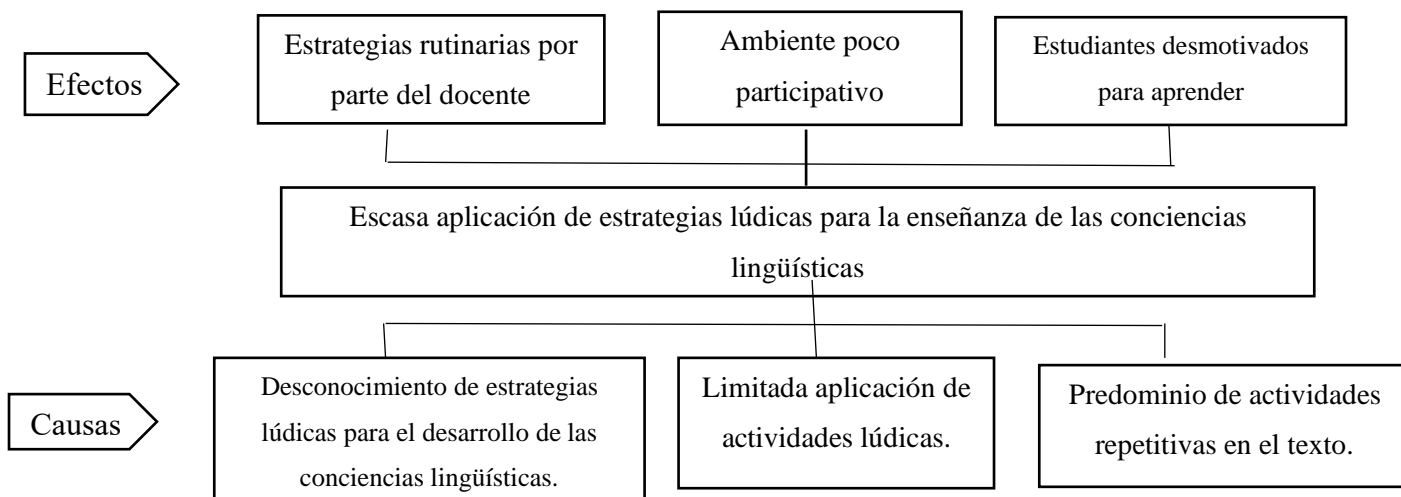 Efectos
Estrategias rutinarias por
parte del docente
Ambiente poco
participativo
Estudiantes desmotivados
para aprender
Escasa aplicación de estrategias lúdicas para la enseñanza de las conciencias
lingüísticas
Causas
Desconocimiento de estrategias
lúdicas para el desarrollo de las
conciencias lingüísticas.
Limitada aplicación de
actividades lúdicas.
Predominio de actividades
repetitivas en el texto.